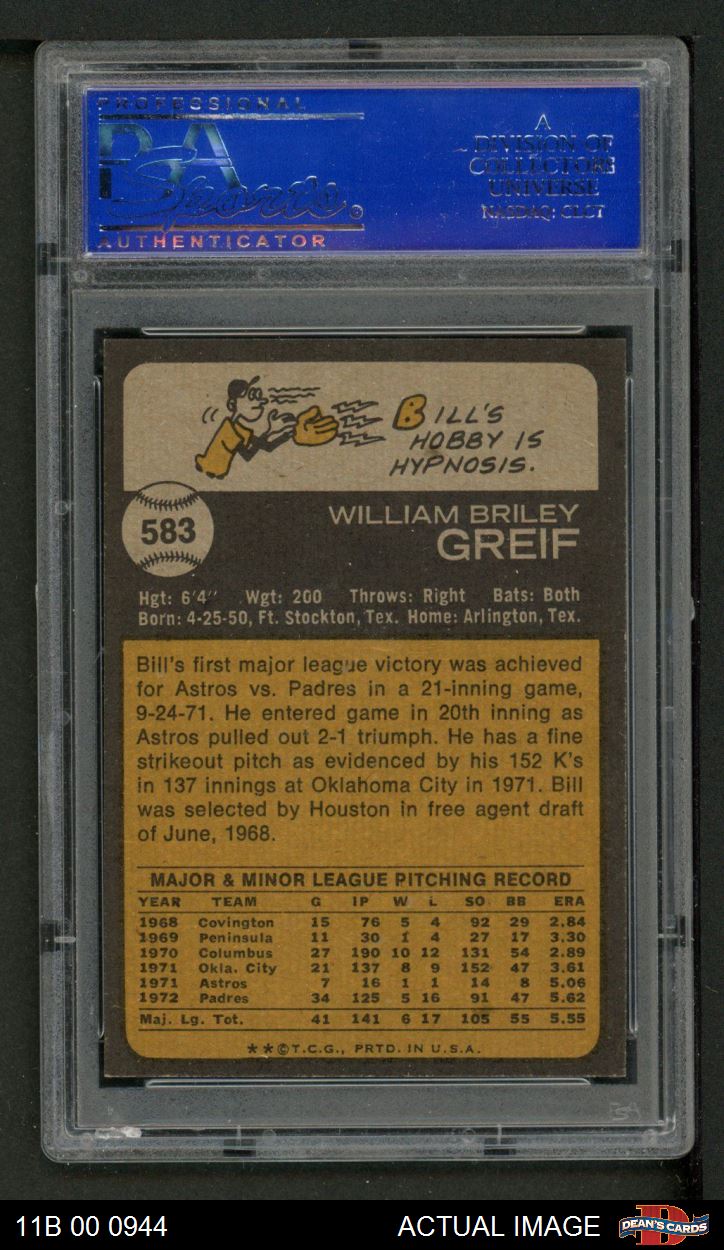 PROFESSIONAL
PSA
Sports ®
AUTHENTICATOR
A
DIVISION OF
COLLECTORS
UNIVERSE
NASDAQ: CLCT
BILL'S
HOBBY IS
HYPNOSIS.
583
WILLIAM BRILEY
GREIF
Hgt: 6'4" Wgt: 200 Throws: Right Bats: Both
Born: 4-25-50, Ft. Stockton, Tex. Home: Arlington, Tex.
Bill's first major league victory was achieved
for Astros vs. Padres in a 21-inning game,
9-24-71. He entered game in 20th inning as
Astros pulled out 2-1 triumph. He has a fine
strikeout pitch as evidenced by his 152 K's
in 137 innings at Oklahoma City in 1971. Bill
was selected by Houston in free agent draft
of June, 1968.
MAJOR & MINOR LEAGUE PITCHING RECORD
YEAR TEAM G IP W L SO BB ERA
1968 Covington 15 76 5 4 92 29 2.84
1969 Peninsula 11 30 1 4 27 17 3.30
1970 Columbus 27 190 10 12 131 54 2.89
1971 Okla. City 21 137 8 9 152 47 3.61
1971 Astros 7 16 1 1 14 8 5.06
1972 Padres 34 125 5 16 91 47 5.62
Maj. Lg. Tot. 41 141 6 17 105 55 5.55
**©T.C.G., PRTD. IN U.S.A.
PSA
11B 00 0944 ACTUAL IMAGE DEAN'S CARDS